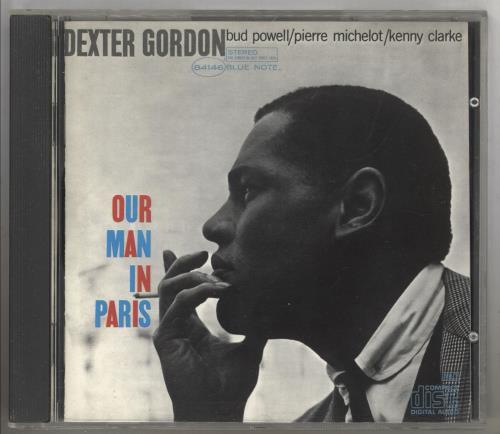 DEXTER GORDON
bud powell/pierre michelot/kenny clarke
STEREO
84146 BLUE NOTE
OUR
MAN
IN
PARIS
COMPACT
disc
DIGITAL AUDIO